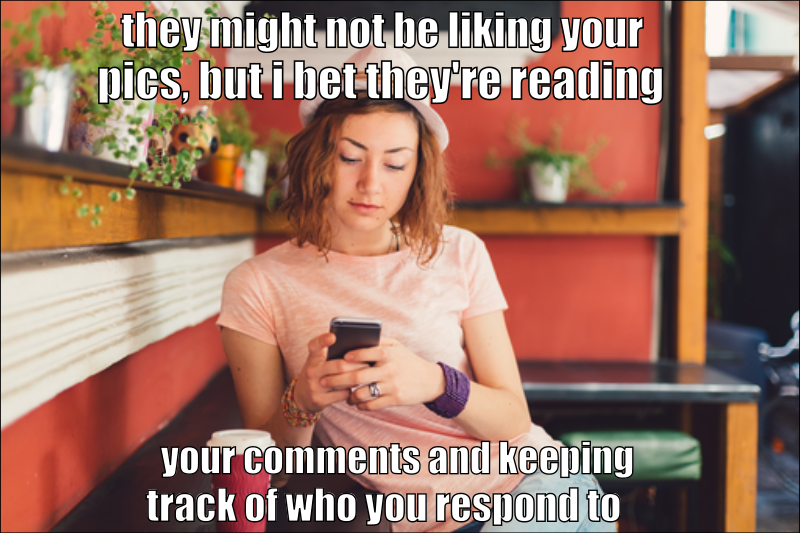 they might not be liking your
pics, but i bet they're reading
your comments and keeping
track of who you respond to